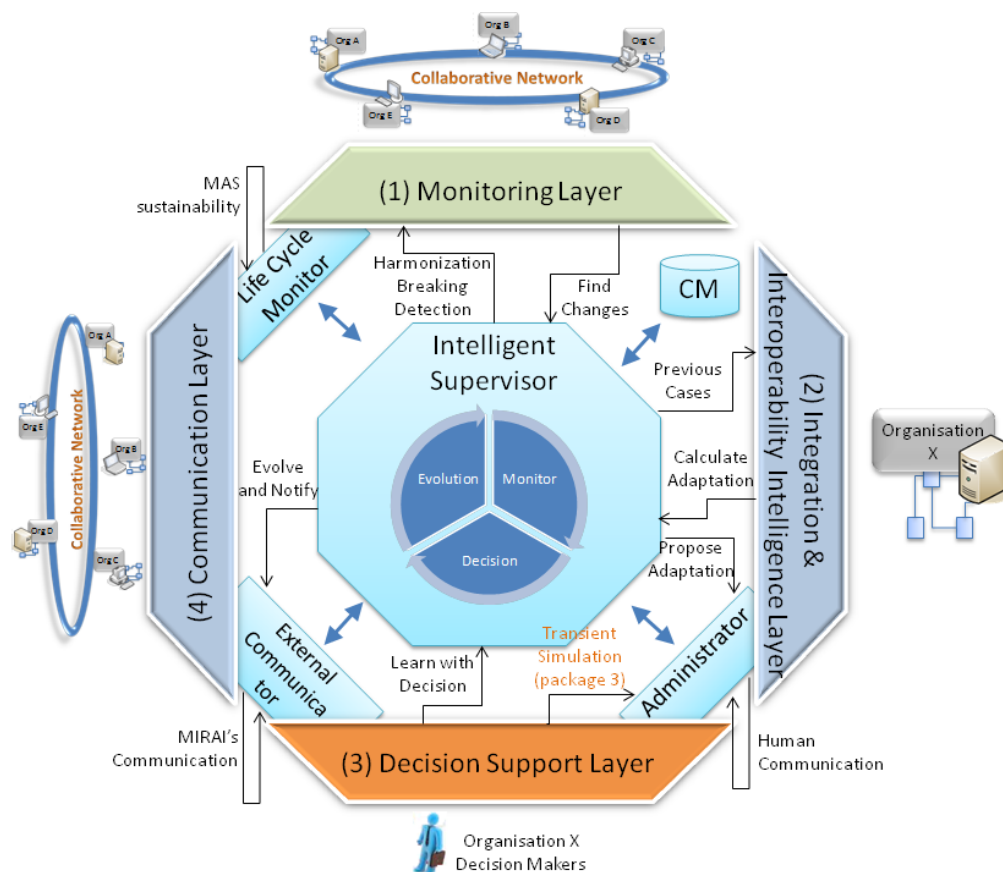 Org A
Org B
Org C
Collaborative Network
Org E
Org D
(1) Monitoring Layer
MAS
sustainability
Life Cycle
Monitor
Harmonization
Breaking
Detection
Find
Changes
CM
Intelligent
Supervisor
Previous
Cases
(2) Integration &
Interoperability Intelligence Layer
Organisation
X
Evolution
Monitor
Decision
Calculate
Adaptation
Propose
Adaptation
Evolve
and Notify
(4) Communication Layer
Collaborative Network
Org A
Org E
Org B
Org D
Org C
External
Communica
tor
Learn with
Decision
Transient
Simulation
(package 3)
Administrator
MIRAI’s
Communication
(3) Decision Support Layer
Human
Communication
Organisation X
Decision Makers